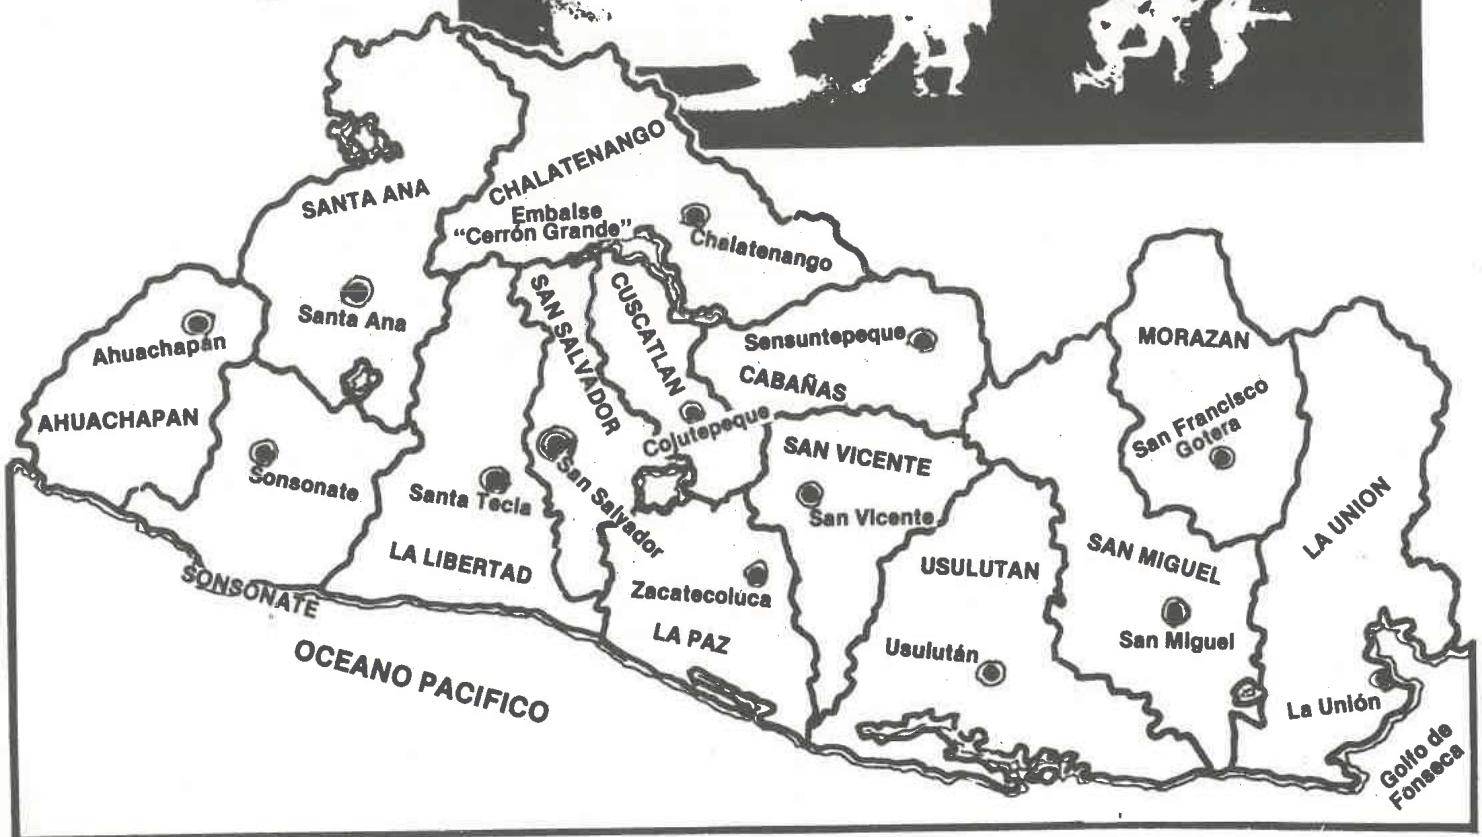 CHALATENANGO
SANTA ANA
Embalse
"Cerrón Grande"
Chalatenango
Santa Ana
Ahuachapán
AHUACHAPAN
SAN SALVADOR
CUSCATLAN
Sensuntepeque
CABAÑAS
MORAZAN
San Francisco
Gotera
Cojutepeque
SAN VICENTE
San Vicente
Sonsonate
Santa Tecla
San Salvador
LA LIBERTAD
SONSONATE
Zacatecoluca
LA PAZ
USULUTAN
Usulután
SAN MIGUEL
San Miguel
LA UNION
La Unión
Golfo de
Fonseca
OCEANO PACIFICO